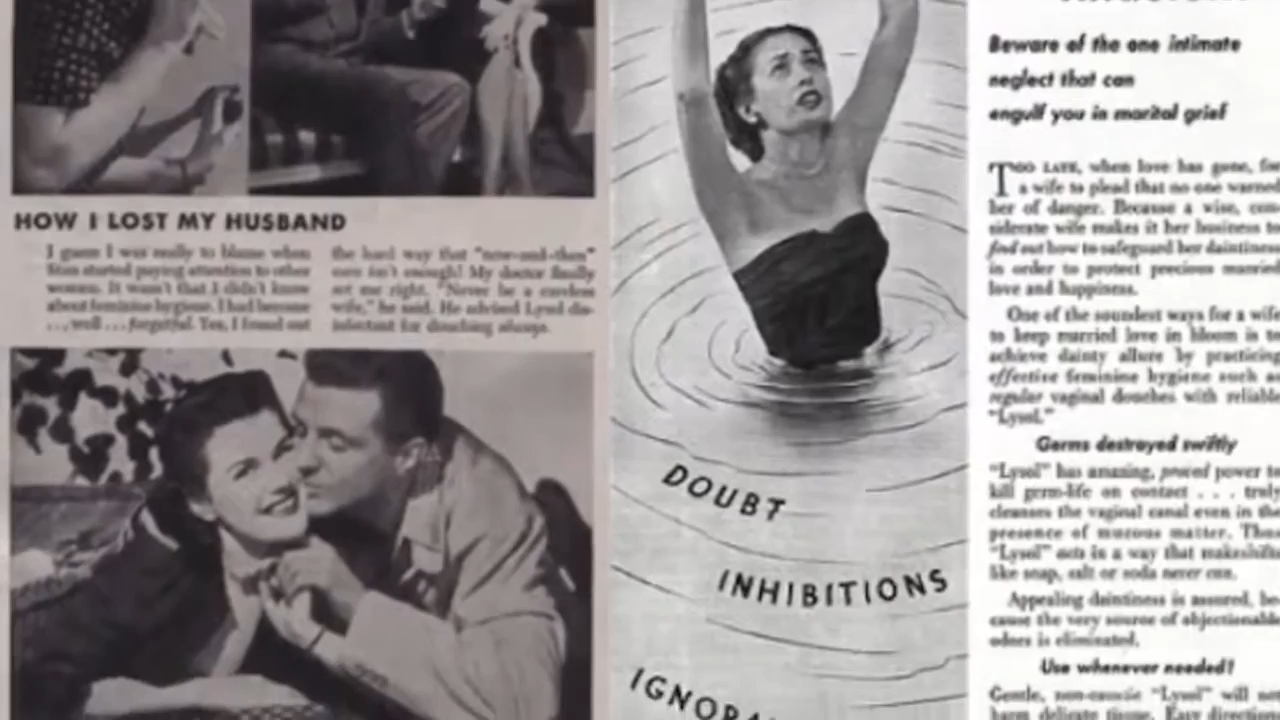 HOW I LOST MY HUSBAND
I guess I was really to blame when
Stan started paying attention to other
women. It wasn't that I didn't know
about feminine hygiene. I had become
... well ... forgetful. Yes, I found out
the hard way that "now-and-then"
care isn't enough! My doctor finally
set me right. "Never be a careless
wife," he said. He advised Lysol dis-
infectant for douching always.
DOUBT
INHIBITIONS
Beware of the one intimate
neglect that can
engulf you in marital grief
TOO LATE, when love has gone, for
a wife to plead that no one warned
her of danger. Because a wise, con-
siderate wife makes it her business to
find out how to safeguard her daintiness
in order to protect precious married
love and happiness.
One of the soundest ways for a wife
to keep married love in bloom is to
achieve dainty allure by practicing
effective feminine hygiene such as
regular vaginal douches with reliable
"Lysol."
Germs destroyed swiftly
"Lysol" has amazing, proved power to
kill germ-life on contact . . . truly
cleanses the vaginal canal even in the
presence of mucous matter. Thus
"Lysol" acts in a way that makeshifts
like soap, salt or soda never can.
Appealing daintiness is assured, be-
cause the very source of objectionable
odors is eliminated.
Use whenever needed!
Gentle, non-caustic "Lysol" will not
harm delicate tissue. Easy direction